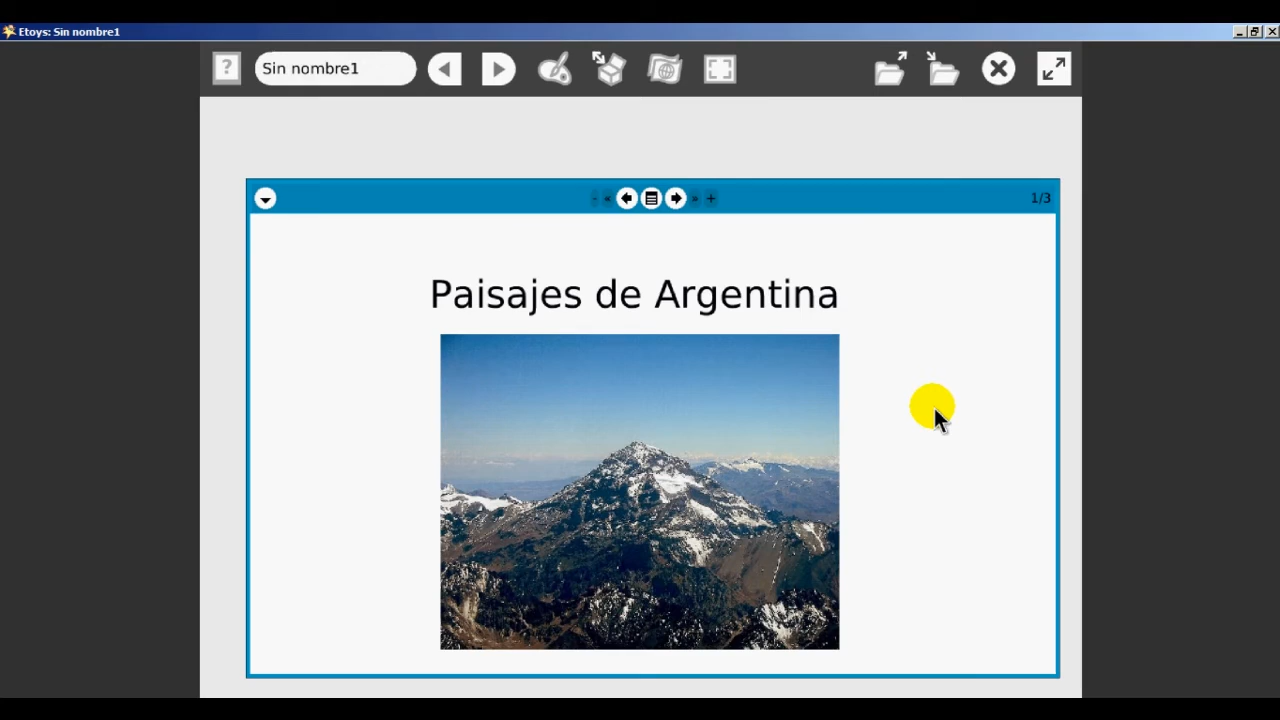 Etoys: Sin nombre1
?
Sin nombre1
- « » + 1/3
Paisajes de Argentina